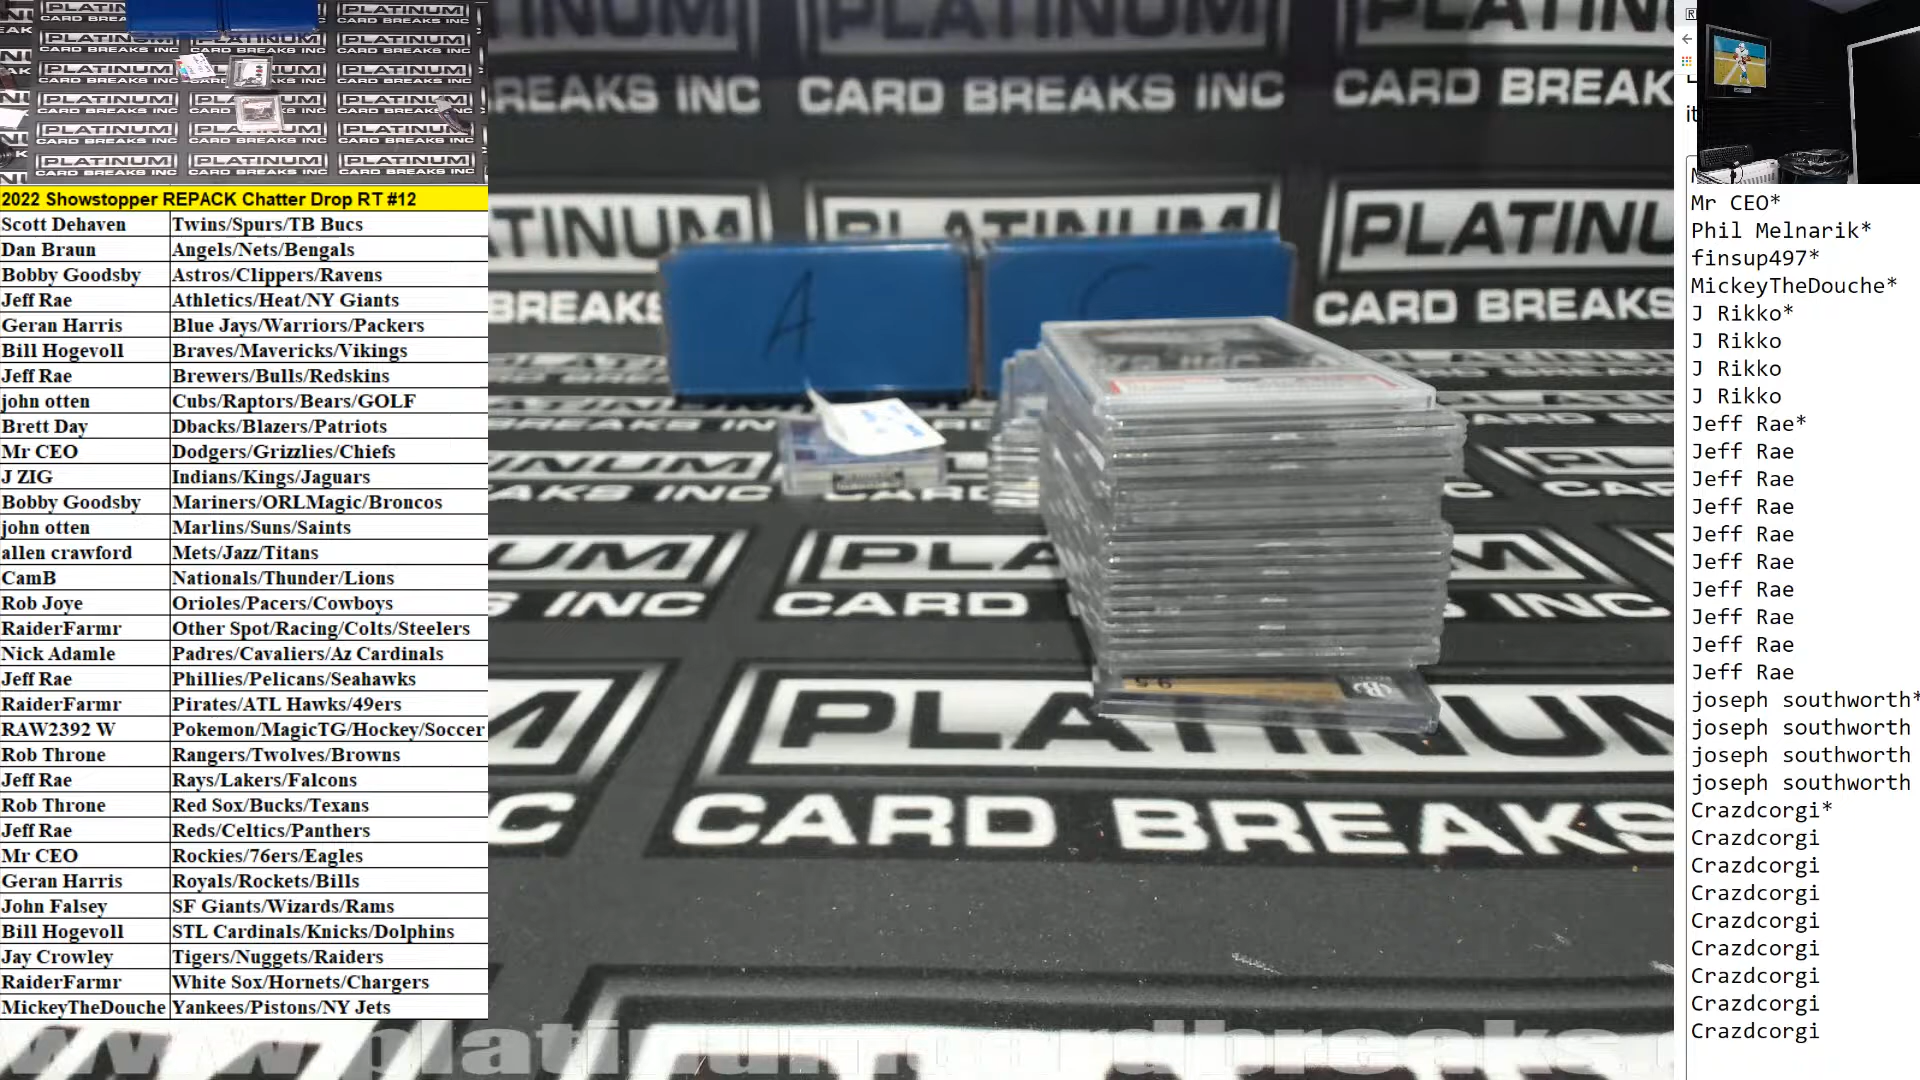 2022 Showstopper REPACK Chatter Drop RT #12
Scott Dehaven Twins/Spurs/TB Bucs
Dan Braun Angels/Nets/Bengals
Bobby Goodsby Astros/Clippers/Ravens
Jeff Rae Athletics/Heat/NY Giants
Geran Harris Blue Jays/Warriors/Packers
Bill Hogevoll Braves/Mavericks/Vikings
Jeff Rae Brewers/Bulls/Redskins
john otten Cubs/Raptors/Bears/GOLF
Brett Day Dbacks/Blazers/Patriots
Mr CEO Dodgers/Grizzlies/Chiefs
J ZIG Indians/Kings/Jaguars
Bobby Goodsby Mariners/ORLMagic/Broncos
john otten Marlins/Suns/Saints
allen crawford Mets/Jazz/Titans
CamB Nationals/Thunder/Lions
Rob Joye Orioles/Pacers/Cowboys
RaiderFarmr Other Spot/Racing/Colts/Steelers
Nick Adamle Padres/Cavaliers/Az Cardinals
Jeff Rae Phillies/Pelicans/Seahawks
RaiderFarmr Pirates/ATL Hawks/49ers
RAW2392 W Pokemon/MagicTG/Hockey/Soccer
Rob Throne Rangers/Twolves/Browns
Jeff Rae Rays/Lakers/Falcons
Rob Throne Red Sox/Bucks/Texans
Jeff Rae Reds/Celtics/Panthers
Mr CEO Rockies/76ers/Eagles
Geran Harris Royals/Rockets/Bills
John Falsey SF Giants/Wizards/Rams
Bill Hogevoll STL Cardinals/Knicks/Dolphins
Jay Crowley Tigers/Nuggets/Raiders
RaiderFarmr White Sox/Hornets/Chargers
MickeyTheDouche Yankees/Pistons/NY Jets
PLATINUM
CARD BREAKS INC
PLATINUM
CARD BREAKS INC
PLATINUM
CARD BREAKS
A
C
9.5
www.platinumcardbreaks.
Mr CEO*
Phil Melnarik*
finsup497*
MickeyTheDouche*
J Rikko*
J Rikko
J Rikko
J Rikko
Jeff Rae*
Jeff Rae
Jeff Rae
Jeff Rae
Jeff Rae
Jeff Rae
Jeff Rae
Jeff Rae
Jeff Rae
Jeff Rae
joseph southworth*
joseph southworth
joseph southworth
joseph southworth
Crazdcorgi*
Crazdcorgi
Crazdcorgi
Crazdcorgi
Crazdcorgi
Crazdcorgi
Crazdcorgi
Crazdcorgi
Crazdcorgi